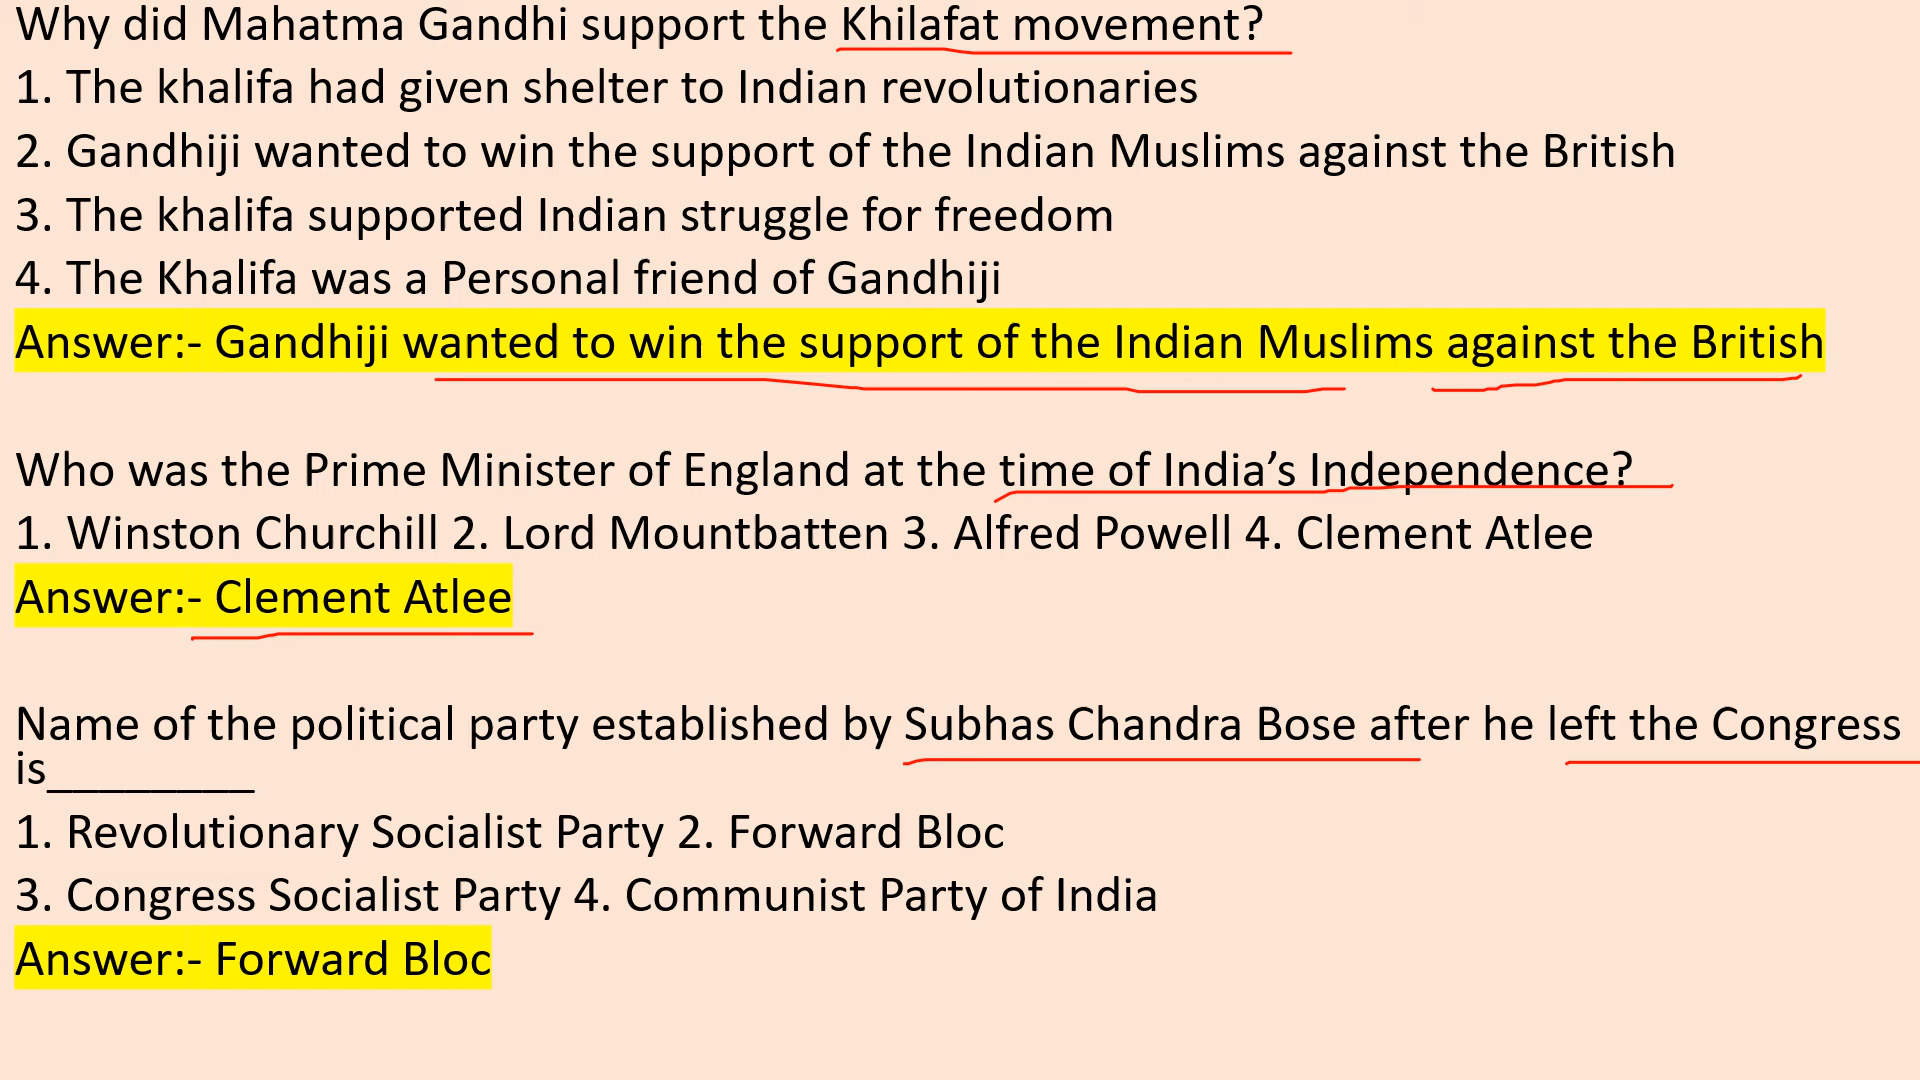 Why did Mahatma Gandhi support the Khilafat movement?
1. The khalifa had given shelter to Indian revolutionaries
2. Gandhiji wanted to win the support of the Indian Muslims against the British
3. The khalifa supported Indian struggle for freedom
4. The Khalifa was a Personal friend of Gandhiji
Answer:- Gandhiji wanted to win the support of the Indian Muslims against the British
Who was the Prime Minister of England at the time of India’s Independence?
1. Winston Churchill 2. Lord Mountbatten 3. Alfred Powell 4. Clement Atlee
Answer:- Clement Atlee
Name of the political party established by Subhas Chandra Bose after he left the Congress
is________
1. Revolutionary Socialist Party 2. Forward Bloc
3. Congress Socialist Party 4. Communist Party of India
Answer:- Forward Bloc